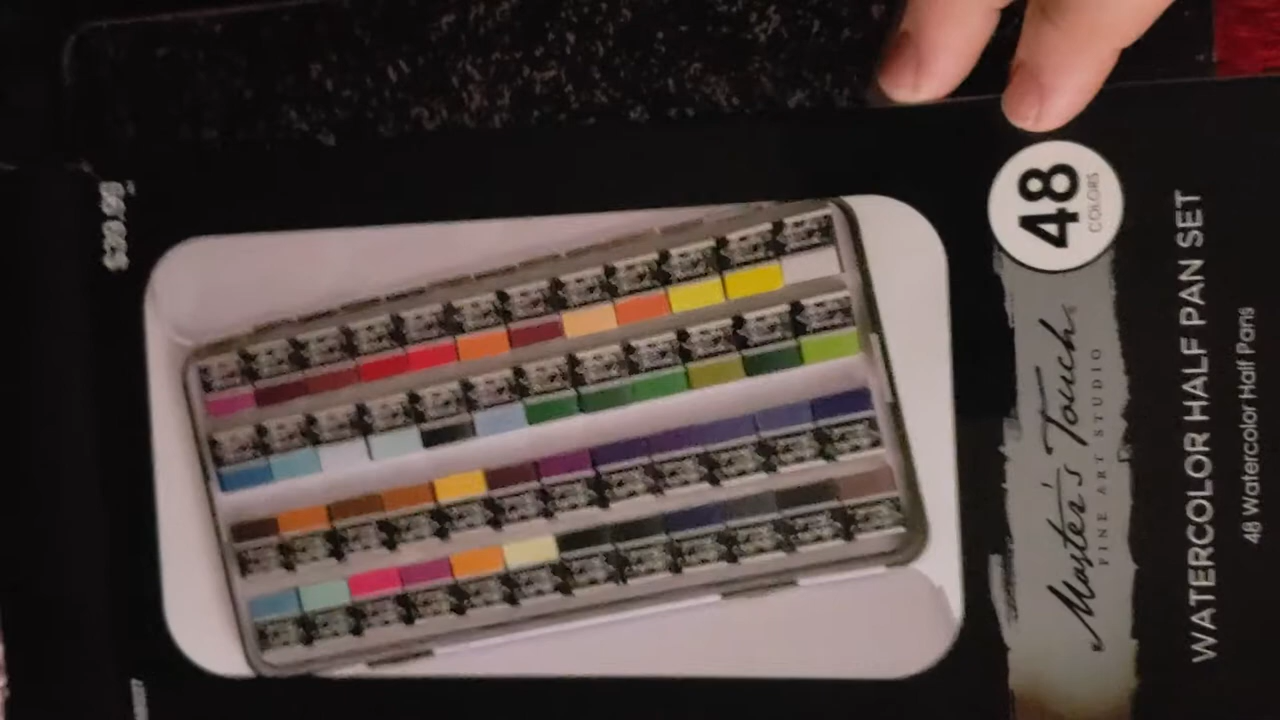 48
COLORS
Master's Touch
FINE ART STUDIO
WATERCOLOR HALF PAN SET
48 Watercolor Half Pans